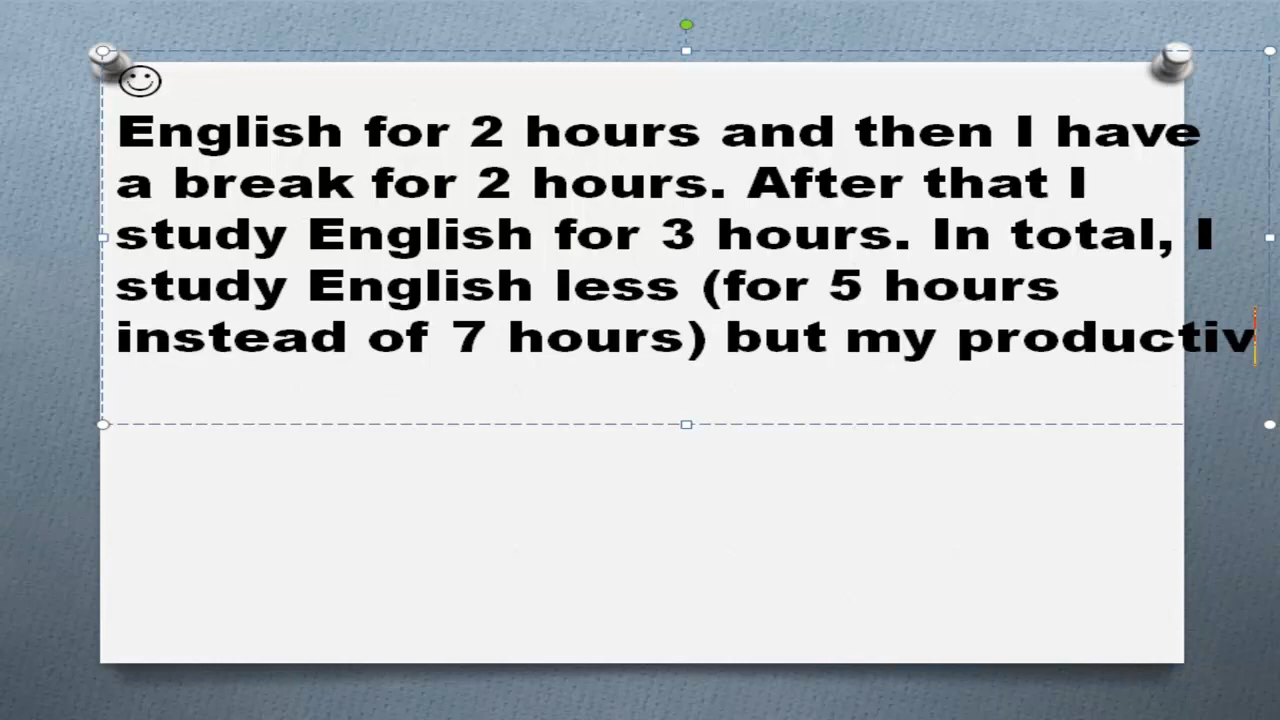 English for 2 hours and then I have
a break for 2 hours. After that I
study English for 3 hours. In total, I
study English less (for 5 hours
instead of 7 hours) but my productiv